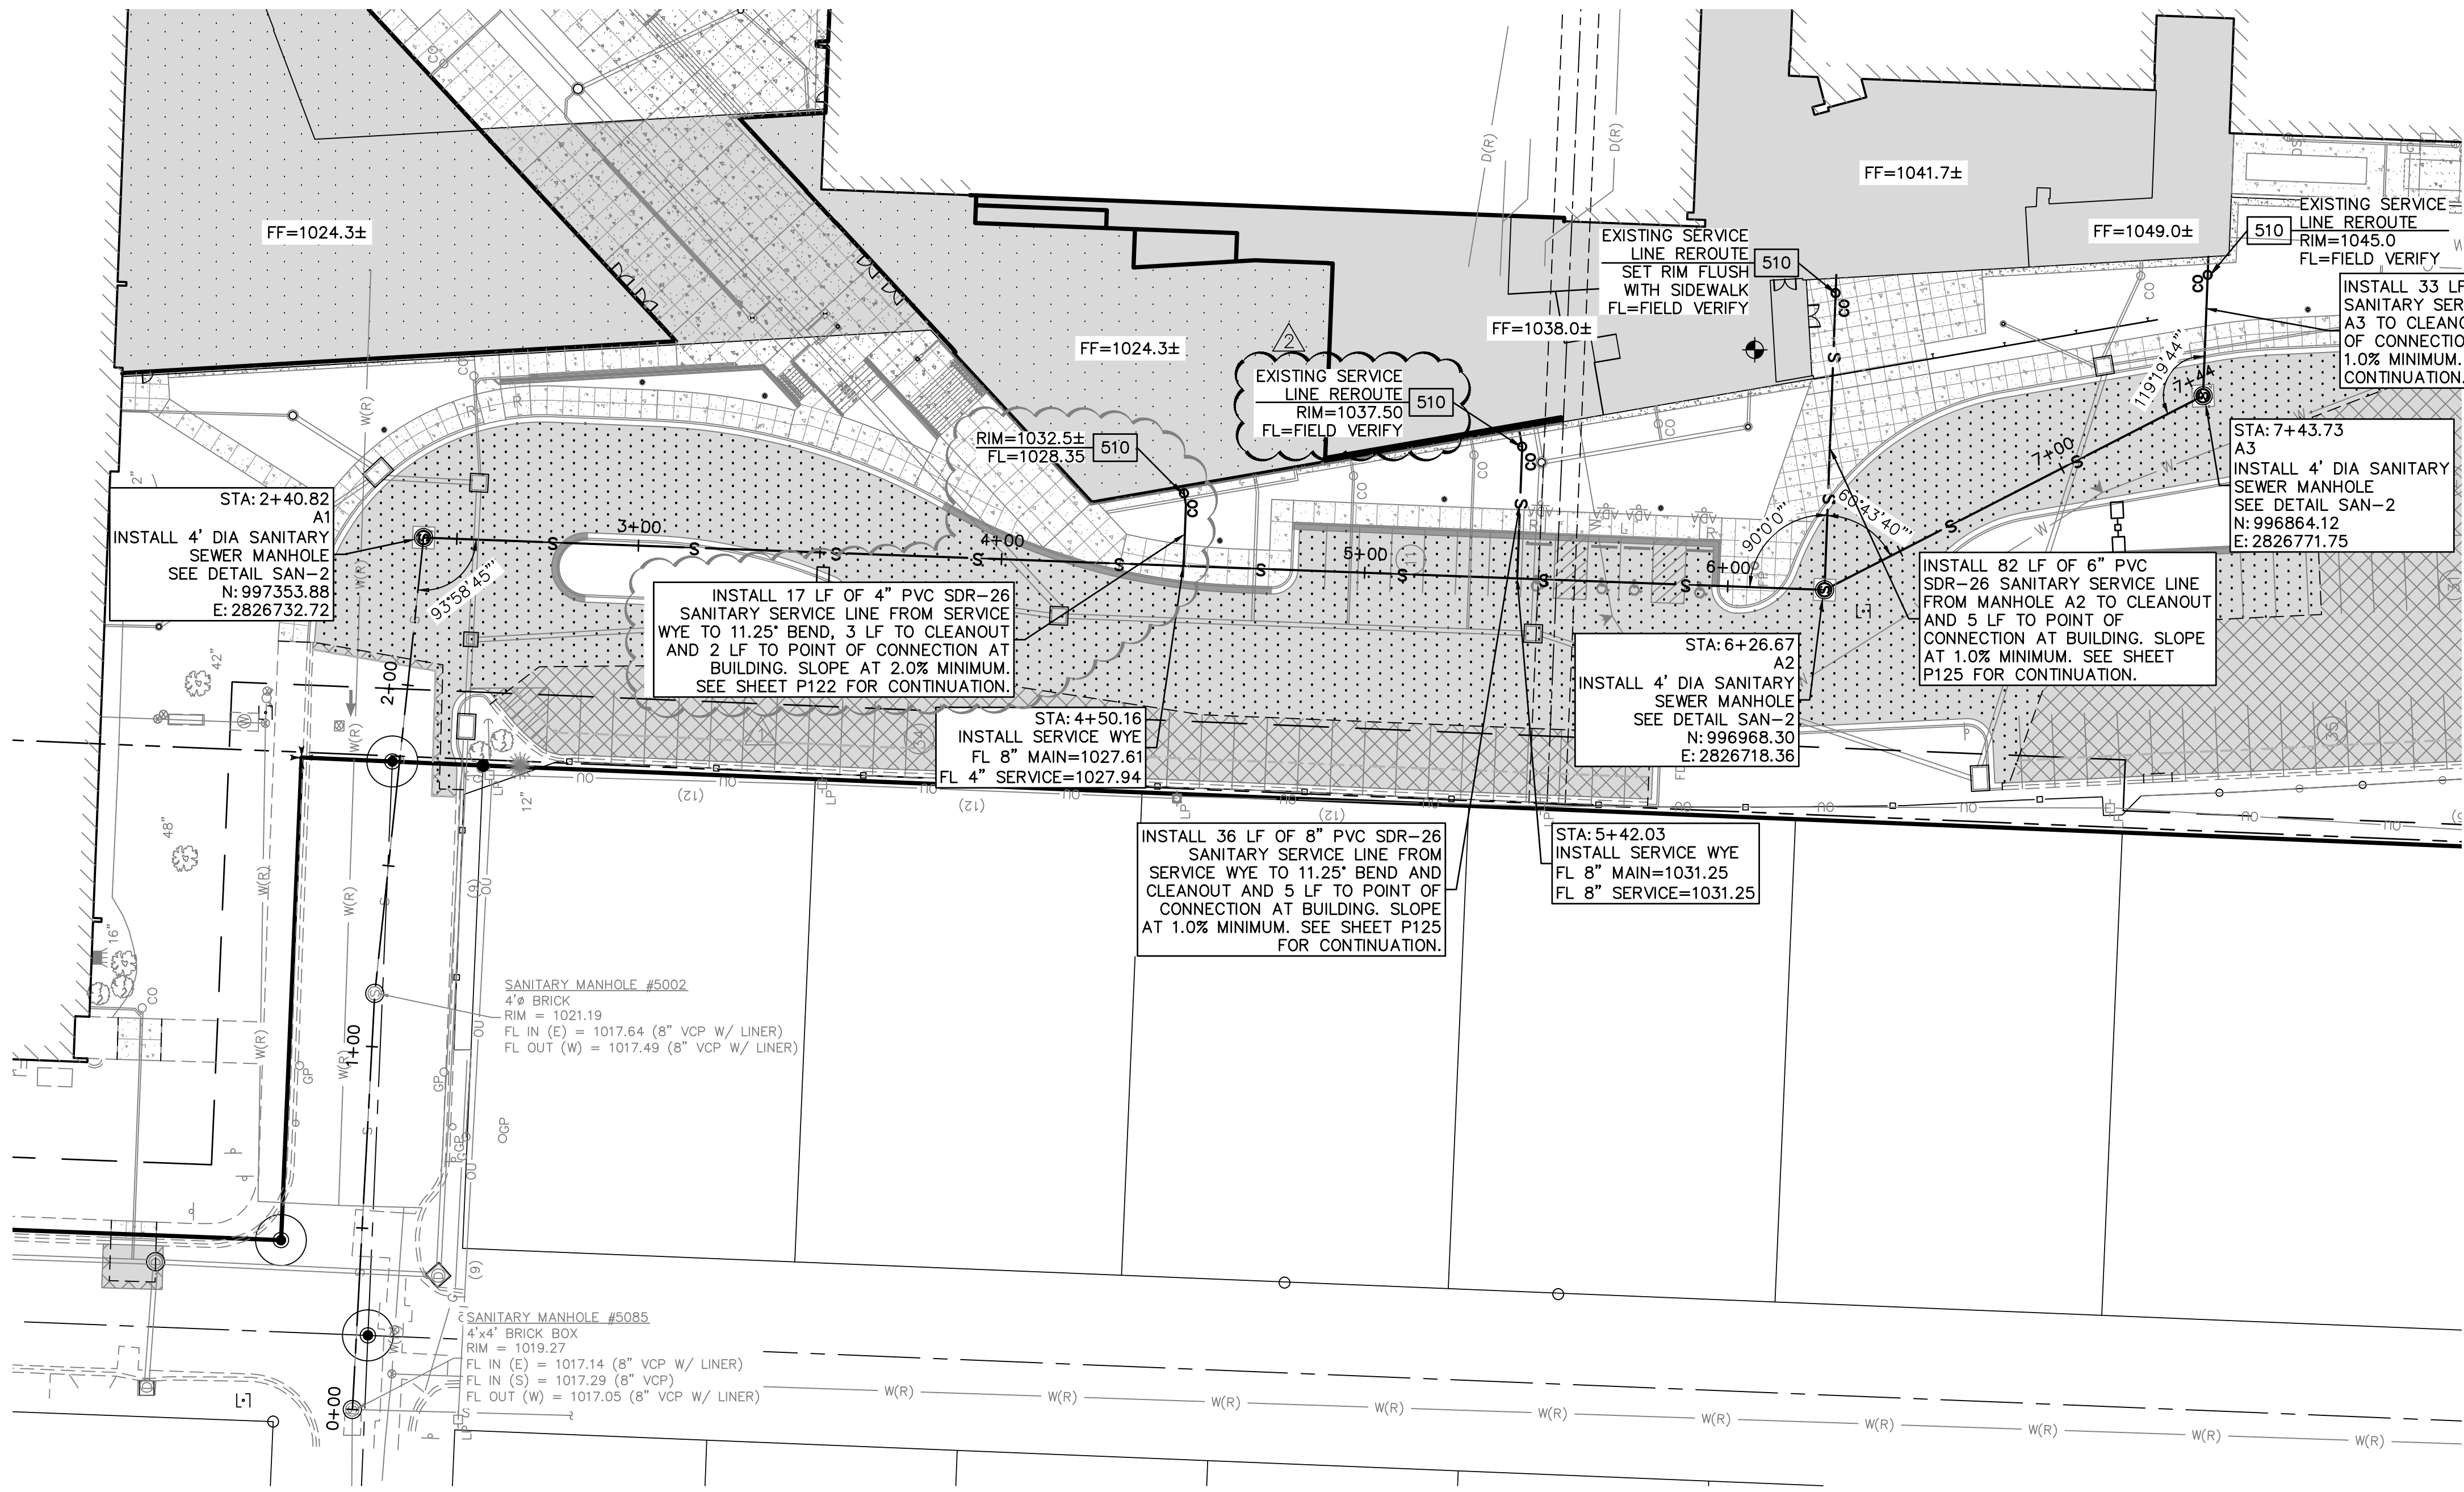 FF=1024.3±
FF=1024.3±
FF=1038.0±
FF=1041.7±
FF=1049.0±
D(R)
D(R)
EXISTING SERVICE
LINE REROUTE
SET RIM FLUSH
WITH SIDEWALK
FL=FIELD VERIFY
510
CO
EXISTING SERVICE
LINE REROUTE
RIM=1045.0
FL=FIELD VERIFY
510
CO
INSTALL 33 LF
SANITARY SER
A3 TO CLEANO
OF CONNECTIO
1.0% MINIMUM.
CONTINUATION.
2
EXISTING SERVICE
LINE REROUTE
RIM=1037.50
FL=FIELD VERIFY
510
CO
RIM=1032.5±
FL=1028.35
510
CO
STA: 2+40.82
A1
INSTALL 4' DIA SANITARY
SEWER MANHOLE
SEE DETAIL SAN-2
N: 997353.88
E: 2826732.72
93°58'45"
3+00
4+00
5+00
6+00
7+00
7+44
90°0'0"
60°43'40"
119°19'44"
STA: 7+43.73
A3
INSTALL 4' DIA SANITARY
SEWER MANHOLE
SEE DETAIL SAN-2
N: 996864.12
E: 2826771.75
INSTALL 17 LF OF 4" PVC SDR-26
SANITARY SERVICE LINE FROM SERVICE
WYE TO 11.25° BEND, 3 LF TO CLEANOUT
AND 2 LF TO POINT OF CONNECTION AT
BUILDING. SLOPE AT 2.0% MINIMUM.
SEE SHEET P122 FOR CONTINUATION.
INSTALL 82 LF OF 6" PVC
SDR-26 SANITARY SERVICE LINE
FROM MANHOLE A2 TO CLEANOUT
AND 5 LF TO POINT OF
CONNECTION AT BUILDING. SLOPE
AT 1.0% MINIMUM. SEE SHEET
P125 FOR CONTINUATION.
STA: 6+26.67
A2
INSTALL 4' DIA SANITARY
SEWER MANHOLE
SEE DETAIL SAN-2
N: 996968.30
E: 2826718.36
STA: 4+50.16
INSTALL SERVICE WYE
FL 8" MAIN=1027.61
FL 4" SERVICE=1027.94
INSTALL 36 LF OF 8" PVC SDR-26
SANITARY SERVICE LINE FROM
SERVICE WYE TO 11.25° BEND AND
CLEANOUT AND 5 LF TO POINT OF
CONNECTION AT BUILDING. SLOPE
AT 1.0% MINIMUM. SEE SHEET P125
FOR CONTINUATION.
STA: 5+42.03
INSTALL SERVICE WYE
FL 8" MAIN=1031.25
FL 8" SERVICE=1031.25
2+00
42"
48"
16"
12"
(12)
(12)
(12)
SANITARY MANHOLE #5002
4'ø BRICK
RIM = 1021.19
FL IN (E) = 1017.64 (8" VCP W/ LINER)
FL OUT (W) = 1017.49 (8" VCP W/ LINER)
1+00
SANITARY MANHOLE #5085
4'x4' BRICK BOX
RIM = 1019.27
FL IN (E) = 1017.14 (8" VCP W/ LINER)
FL IN (S) = 1017.29 (8" VCP)
FL OUT (W) = 1017.05 (8" VCP W/ LINER)
0+00
W(R) W(R) W(R) W(R) W(R) W(R) W(R) W(R) W(R) W(R)